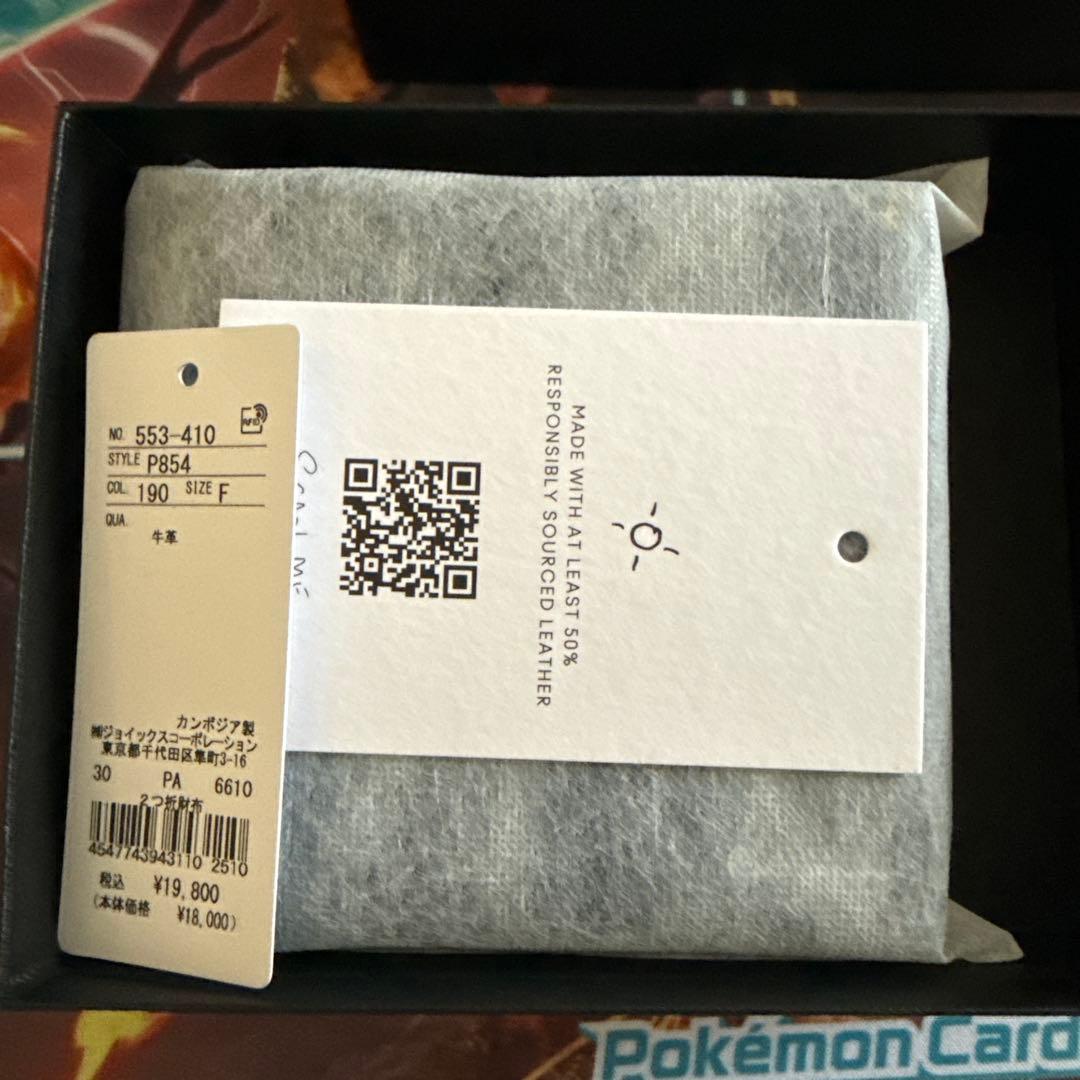 NO. 553-410
RFID
STYLE P854
COL. 190 SIZE F
QUA.
牛革
カンボジア製
㈱ジョイックスコーポレーション
東京都千代田区隼町3-16
30 PA 6610
2つ折財布
4547743943110 2510
税込 ¥19,800
(本体価格 ¥18,000)
MADE WITH AT LEAST 50%
RESPONSIBLY SOURCED LEATHER
Pokémon Card